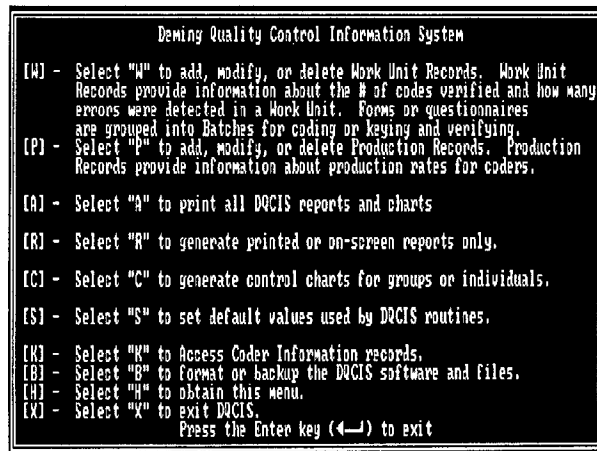 Deming Quality Control Information System
[W] - Select "W" to add, modify, or delete Work Unit Records. Work Unit
Records provide information about the # of codes verified and how many
errors were detected in a Work Unit. Forms or questionnaires
are grouped into Batches for coding or keying and verifying.
[P] - Select "P" to add, modify, or delete Production Records. Production
Records provide information about production rates for coders.
[A] - Select "A" to print all DQCIS reports and charts
[R] - Select "R" to generate printed or on-screen reports only.
[C] - Select "C" to generate control charts for groups or individuals.
[S] - Select "S" to set default values used by DQCIS routines.
[K] - Select "K" to Access Coder Information records.
[B] - Select "B" to format or backup the DQCIS software and files.
[H] - Select "H" to obtain this menu.
[X] - Select "X" to exit DQCIS.
Press the Enter key (◄─┘) to exit